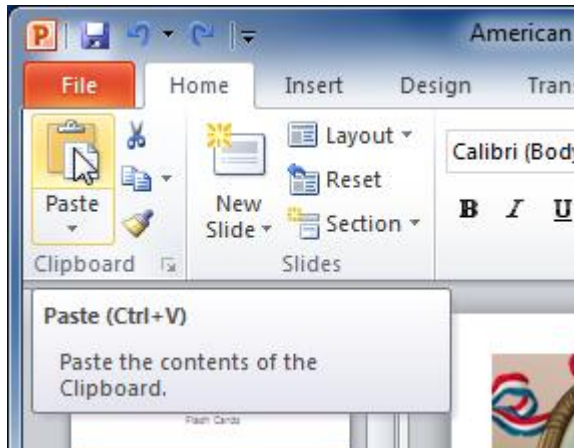 P
American
File Home Insert Design Tran
Paste
New
Slide
Layout
Reset
Section
Calibri (Body
B I U
Clipboard
Slides
Paste (Ctrl+V)
Paste the contents of the
Clipboard.
Flash Cards